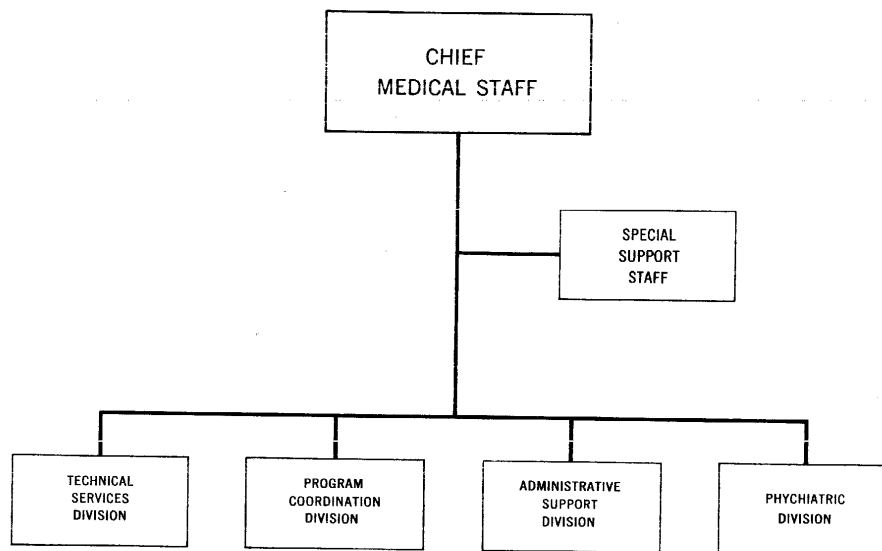 CHIEF
MEDICAL STAFF
SPECIAL
SUPPORT
STAFF
TECHNICAL
SERVICES
DIVISION
PROGRAM
COORDINATION
DIVISION
ADMINISTRATIVE
SUPPORT
DIVISION
PHYCHIATRIC
DIVISION